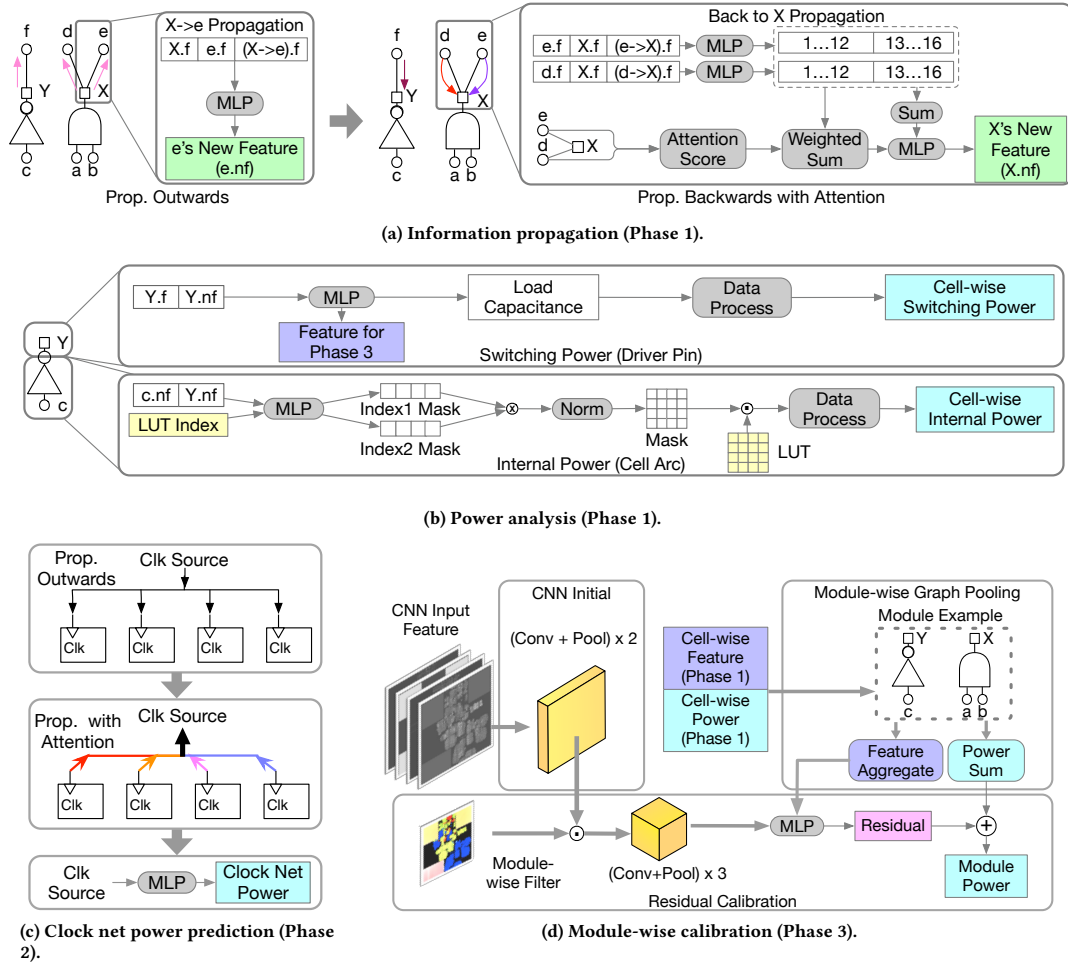 f
d
e
Y
X
c
a
b
X->e Propagation
X.f
e.f
(X->e).f
MLP
e's New Feature
(e.nf)
Prop. Outwards
f
d
e
Y
X
c
a
b
Back to X Propagation
e.f
X.f
(e->X).f
MLP
1...12
13...16
d.f
X.f
(d->X).f
MLP
1...12
13...16
Sum
e
d
X
Attention
Score
Weighted
Sum
MLP
X's New
Feature
(X.nf)
Prop. Backwards with Attention
(a) Information propagation (Phase 1).
Y
c
Y.f
Y.nf
MLP
Load
Capacitance
Data
Process
Cell-wise
Switching Power
Feature for
Phase 3
Switching Power (Driver Pin)
c.nf
Y.nf
LUT Index
MLP
Index1 Mask
Index2 Mask
x
Norm
Mask
LUT
Data
Process
Cell-wise
Internal Power
Internal Power (Cell Arc)
(b) Power analysis (Phase 1).
Prop.
Outwards
Clk Source
Clk
Clk
Clk
Clk
Prop. with
Attention
Clk Source
Clk
Clk
Clk
Clk
Clk
Source
MLP
Clock Net
Power
(c) Clock net power prediction (Phase
2).
CNN Input
Feature
CNN Initial
(Conv + Pool) x 2
Cell-wise
Feature
(Phase 1)
Cell-wise
Power
(Phase 1)
Module-wise Graph Pooling
Module Example
Y
X
c
a
b
Feature
Aggregate
Power
Sum
Module-
wise Filter
(Conv+Pool) x 3
MLP
Residual
+
Module
Power
Residual Calibration
(d) Module-wise calibration (Phase 3).